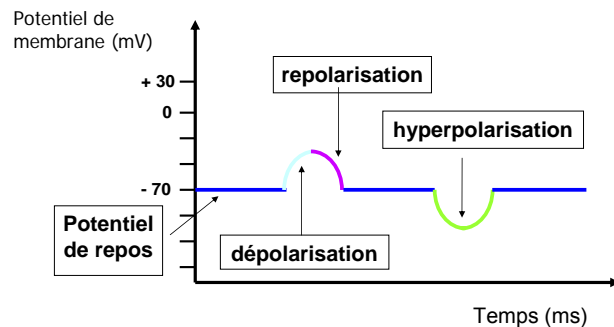 Potentiel de
membrane (mV)
+ 30
repolarisation
0
hyperpolarisation
- 70
Potentiel
de repos
dépolarisation
Temps (ms)